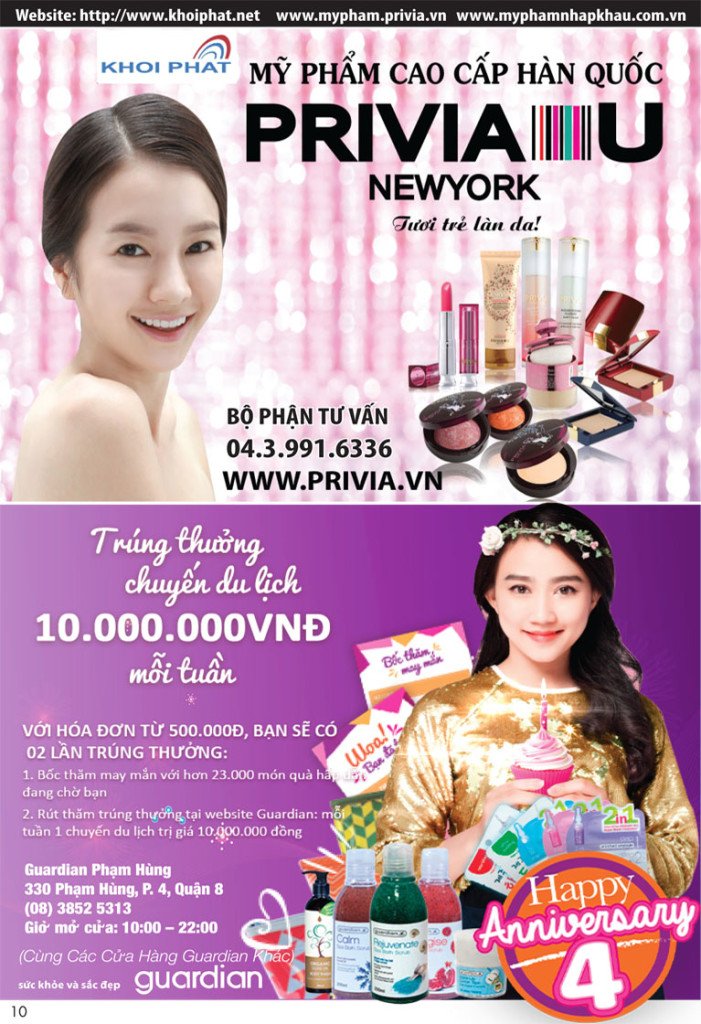 Website: http://www.khoiphat.net www.mypham.privia.vn www.myphamnhapkhau.com.vn
KHOI PHAT
MỸ PHẨM CAO CẤP HÀN QUỐC
PRIVIA U
NEWYORK
Tươi trẻ làn da!
BỘ PHẬN TƯ VẤN
04.3.991.6336
WWW.PRIVIA.VN
Trúng thưởng
chuyến du lịch
10.000.000VNĐ
mỗi tuần
Bốc thăm
may mắn
Woa!
Bạn
VỚI HÓA ĐƠN TỪ 500.000Đ, BẠN SẼ CÓ
02 LẦN TRÚNG THƯỞNG:
1. Bốc thăm may mắn với hơn 23.000 món quà hấp dẫn
đang chờ bạn
2. Rút thăm trúng thưởng tại website Guardian: mỗi
tuần 1 chuyến du lịch trị giá 10.000.000 đồng
2in1
Guardian Phạm Hùng
330 Phạm Hùng, P. 4, Quận 8
(08) 3852 5313
Giờ mở cửa: 10:00 – 22:00
(Cùng Các Cửa Hàng Guardian Khác)
sức khỏe và sắc đẹp guardian
guardian
Calm
guardian
Rejuvenate
Happy
Anniversary
4
10